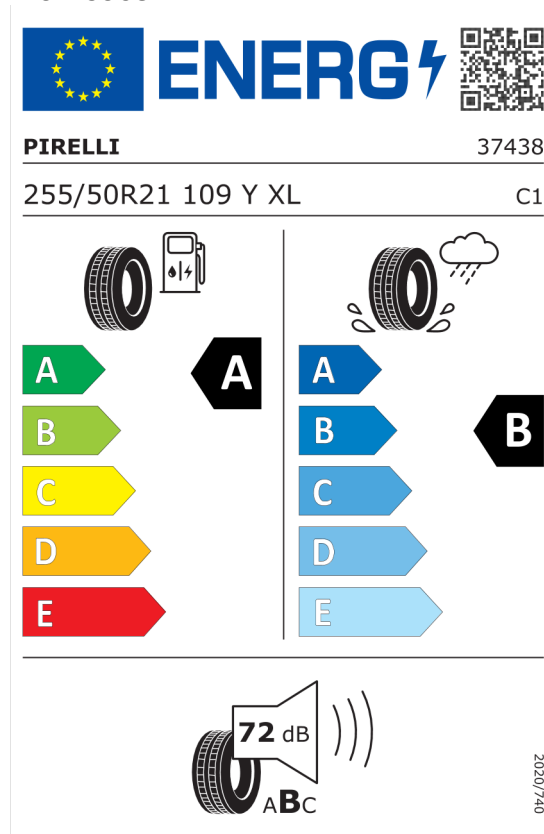 ENERG
PIRELLI
37438
255/50R21 109 Y XL
C1
A
B
C
D
E
A
A
B
C
D
E
B
72 dB
ABC
2020/740